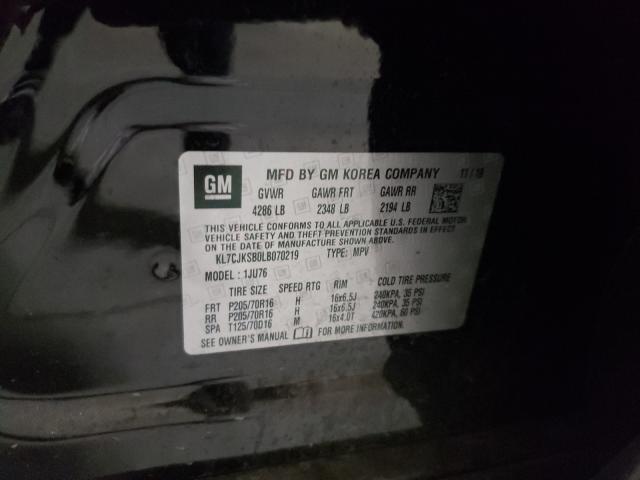 GM
MFD BY GM KOREA COMPANY 11/19
GVWR GAWR FRT GAWR RR
4286 LB 2348 LB 2194 LB
THIS VEHICLE CONFORMS TO ALL APPLICABLE U.S. FEDERAL MOTOR
VEHICLE SAFETY AND THEFT PREVENTION STANDARDS IN EFFECT
ON THE DATE OF MANUFACTURE SHOWN ABOVE.
KL7CJKSB0LB070219 TYPE: MPV
MODEL: 1JU76
TIRE SIZE SPEED RTG RIM COLD TIRE PRESSURE
FRT P205/70R16 H 16x6.5J 240KPA, 35 PSI
RR P205/70R16 H 16x6.5J 240KPA, 35 PSI
SPA T125/70D16 M 16x4.0T 420KPA, 60 PSI
SEE OWNER'S MANUAL FOR MORE INFORMATION.